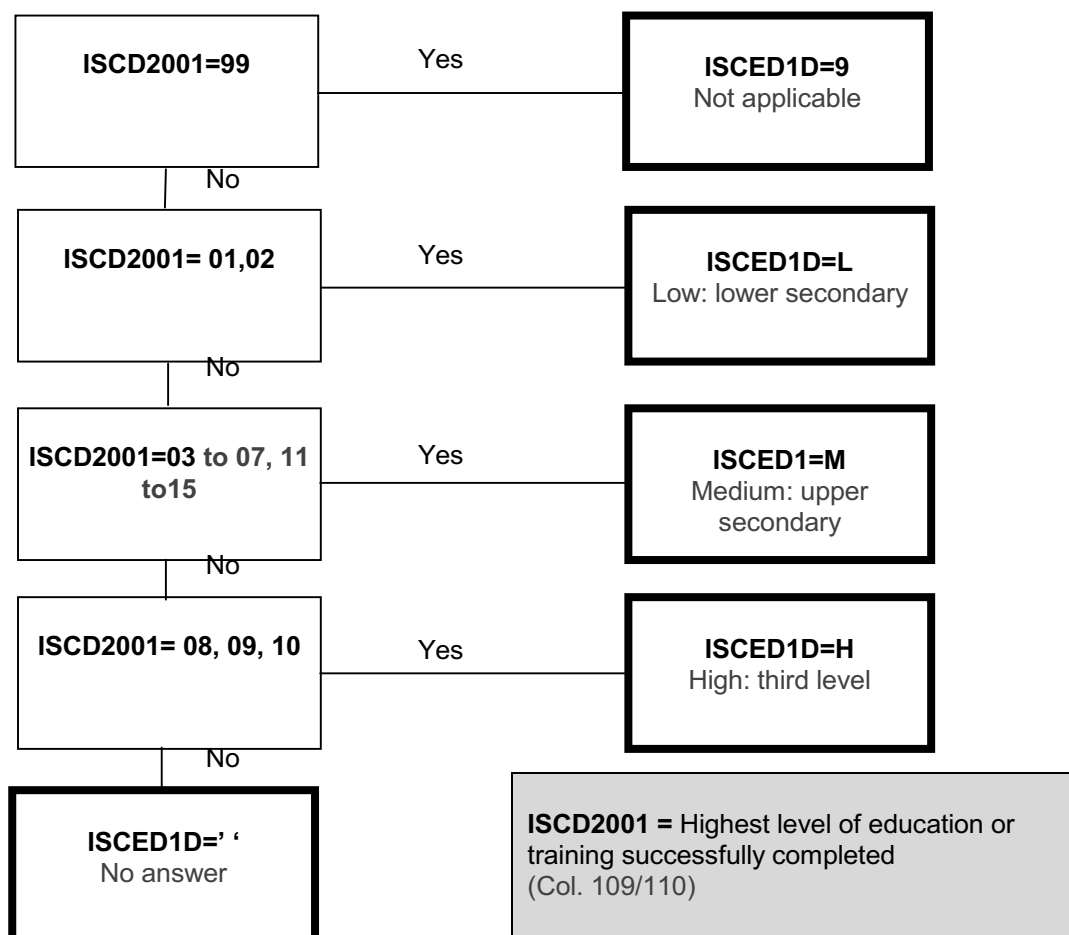 ISCD2001=99
Yes
ISCED1D=9
Not applicable
No
ISCD2001= 01,02
Yes
ISCED1D=L
Low: lower secondary
No
ISCD2001=03 to 07, 11
to15
Yes
ISCED1=M
Medium: upper
secondary
No
ISCD2001= 08, 09, 10
Yes
ISCED1D=H
High: third level
No
ISCED1D=’ ‘
No answer
ISCD2001 = Highest level of education or
training successfully completed
(Col. 109/110)